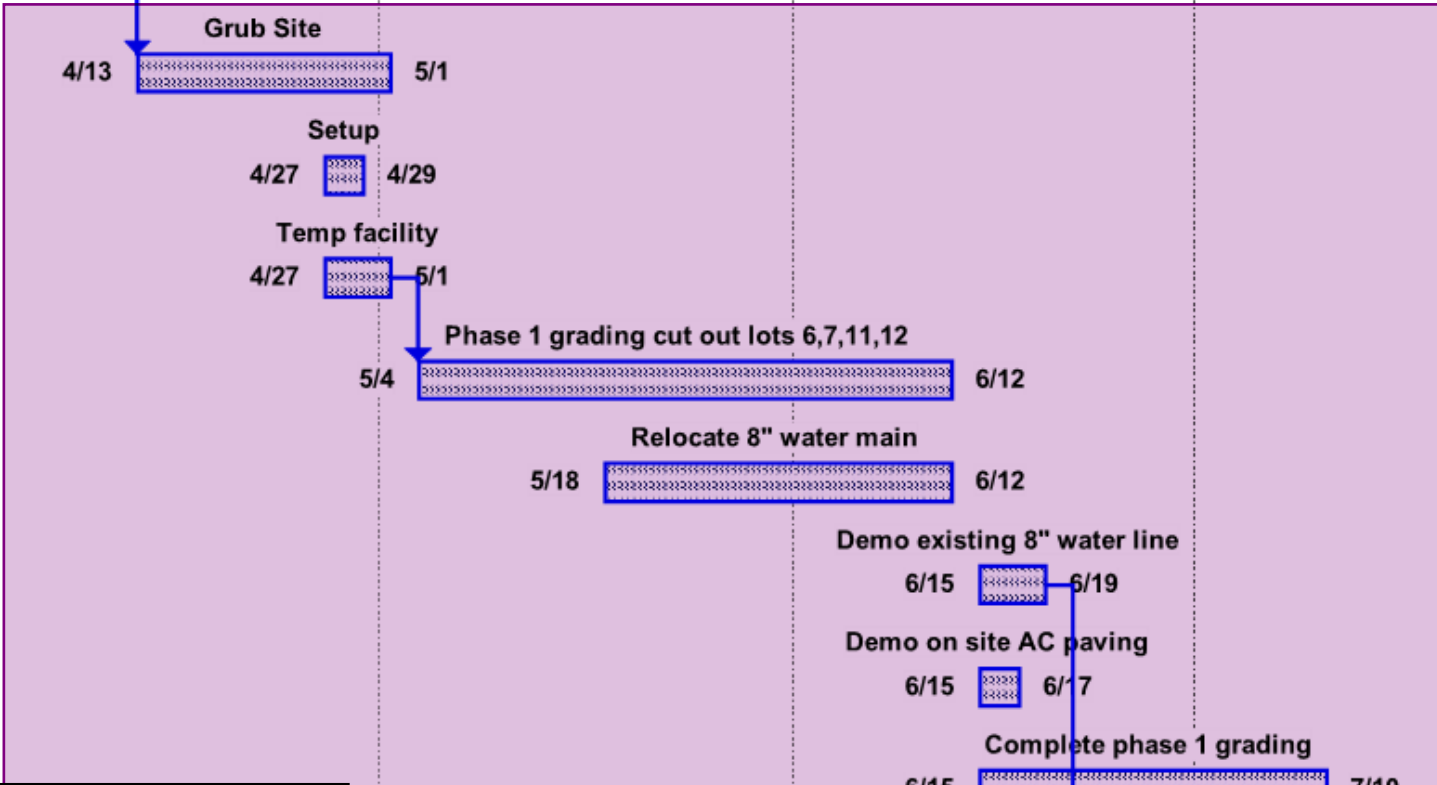 Grub Site
4/13 5/1
Setup
4/27 4/29
Temp facility
4/27 5/1
Phase 1 grading cut out lots 6,7,11,12
5/4 6/12
Relocate 8" water main
5/18 6/12
Demo existing 8" water line
6/15 6/19
Demo on site AC paving
6/15 6/17
Complete phase 1 grading
6/15